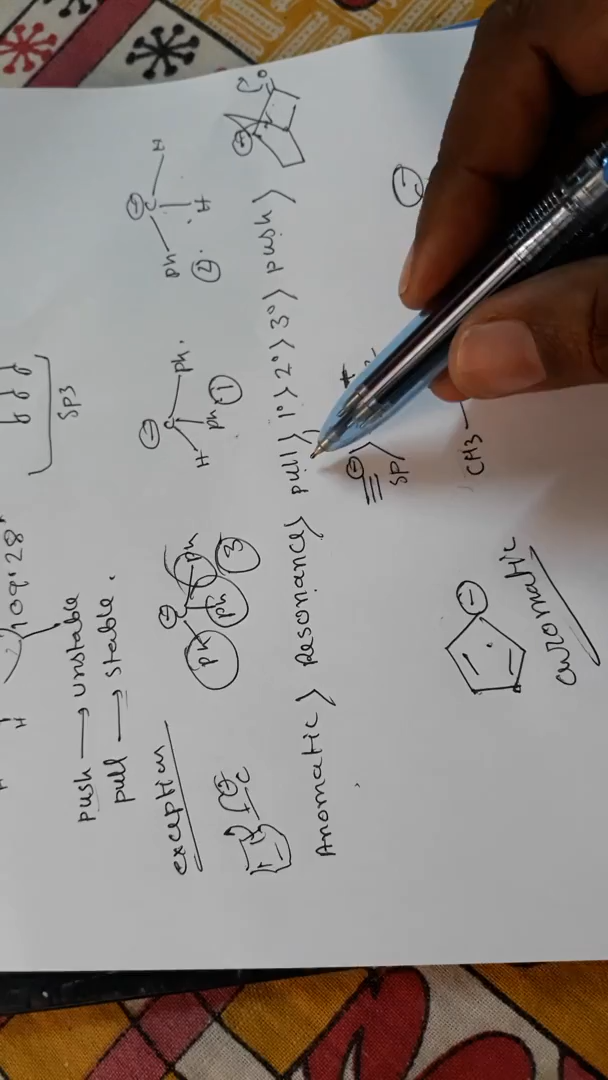 H
109°28'
SP3
push → unstable
pull → stable.
exception
ph
ph
ph
3
⊖
C
H
ph
ph.
1
⊖
C
ph
H
H
2
⊖
C
Aromatic > Resonance > pull > 1° > 2° > 3° > push >
SP
CH3
⊖
aromatic